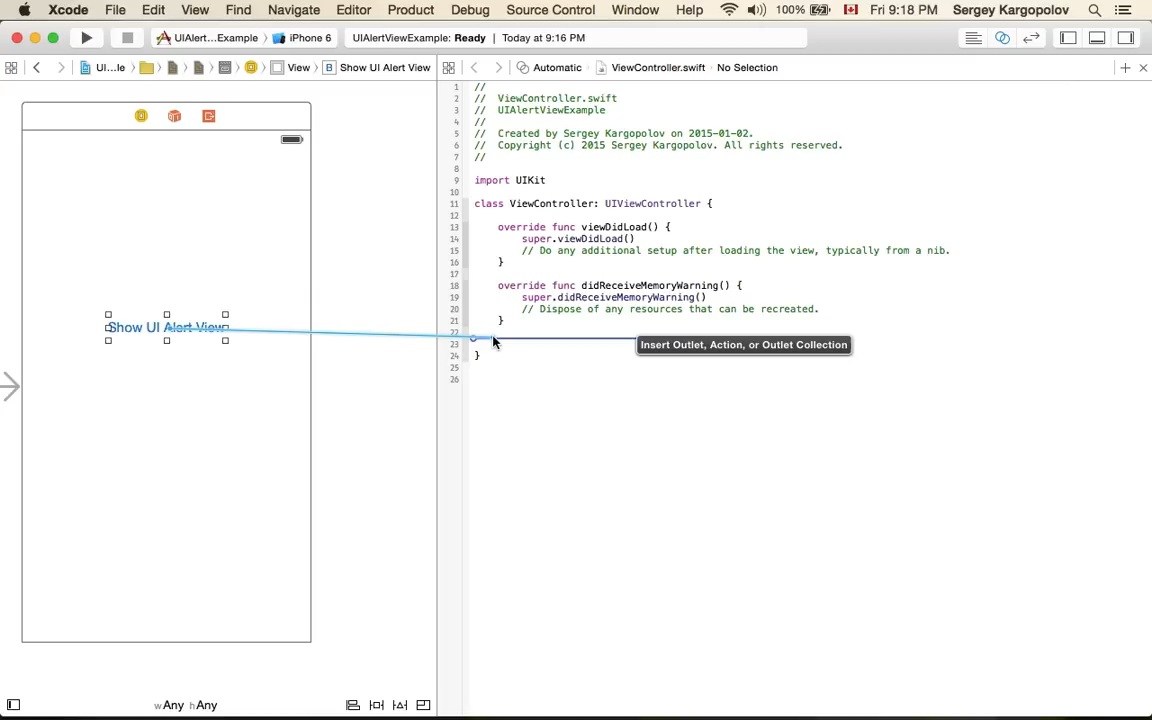 Xcode File Edit View Find Navigate Editor Product Debug Source Control Window Help 100% Fri 9:18 PM Sergey Kargopolov
UIAlert...Example iPhone 6 UIAlertViewExample: Ready | Today at 9:16 PM
UI...le View B Show UI Alert View Automatic ViewController.swift No Selection
1 //
2 // ViewController.swift
3 // UIAlertViewExample
4 //
5 // Created by Sergey Kargopolov on 2015-01-02.
6 // Copyright (c) 2015 Sergey Kargopolov. All rights reserved.
7 //
8
9 import UIKit
10
11 class ViewController: UIViewController {
12
13 override func viewDidLoad() {
14 super.viewDidLoad()
15 // Do any additional setup after loading the view, typically from a nib.
16 }
17
18 override func didReceiveMemoryWarning() {
19 super.didReceiveMemoryWarning()
20 // Dispose of any resources that can be recreated.
21 }
22
Show UI Alert View
23
Insert Outlet, Action, or Outlet Collection
24 }
25
26
wAny hAny